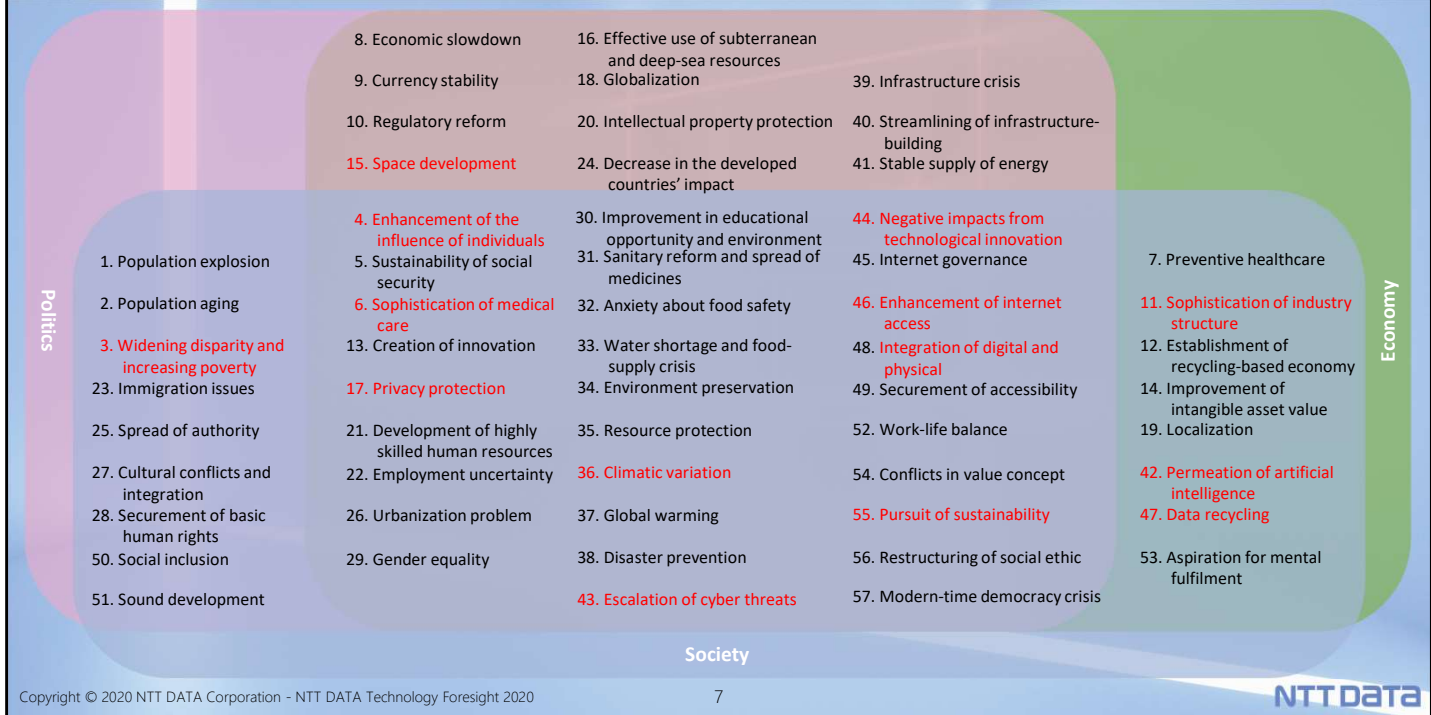 8. Economic slowdown
9. Currency stability
10. Regulatory reform
15. Space development
16. Effective use of subterranean
and deep-sea resources
18. Globalization
20. Intellectual property protection
24. Decrease in the developed
countries' impact
39. Infrastructure crisis
40. Streamlining of infrastructure-
building
41. Stable supply of energy
Politics
1. Population explosion
2. Population aging
3. Widening disparity and
increasing poverty
23. Immigration issues
25. Spread of authority
27. Cultural conflicts and
integration
28. Securement of basic
human rights
50. Social inclusion
51. Sound development
4. Enhancement of the
influence of individuals
5. Sustainability of social
security
6. Sophistication of medical
care
13. Creation of innovation
17. Privacy protection
21. Development of highly
skilled human resources
22. Employment uncertainty
26. Urbanization problem
29. Gender equality
30. Improvement in educational
opportunity and environment
31. Sanitary reform and spread of
medicines
32. Anxiety about food safety
33. Water shortage and food-
supply crisis
34. Environment preservation
35. Resource protection
36. Climatic variation
37. Global warming
38. Disaster prevention
43. Escalation of cyber threats
44. Negative impacts from
technological innovation
45. Internet governance
46. Enhancement of internet
access
48. Integration of digital and
physical
49. Securement of accessibility
52. Work-life balance
54. Conflicts in value concept
55. Pursuit of sustainability
56. Restructuring of social ethic
57. Modern-time democracy crisis
7. Preventive healthcare
11. Sophistication of industry
structure
12. Establishment of
recycling-based economy
14. Improvement of
intangible asset value
19. Localization
42. Permeation of artificial
intelligence
47. Data recycling
53. Aspiration for mental
fulfilment
Economy
Society
Copyright © 2020 NTT DATA Corporation - NTT DATA Technology Foresight 2020
7
NTT DATA